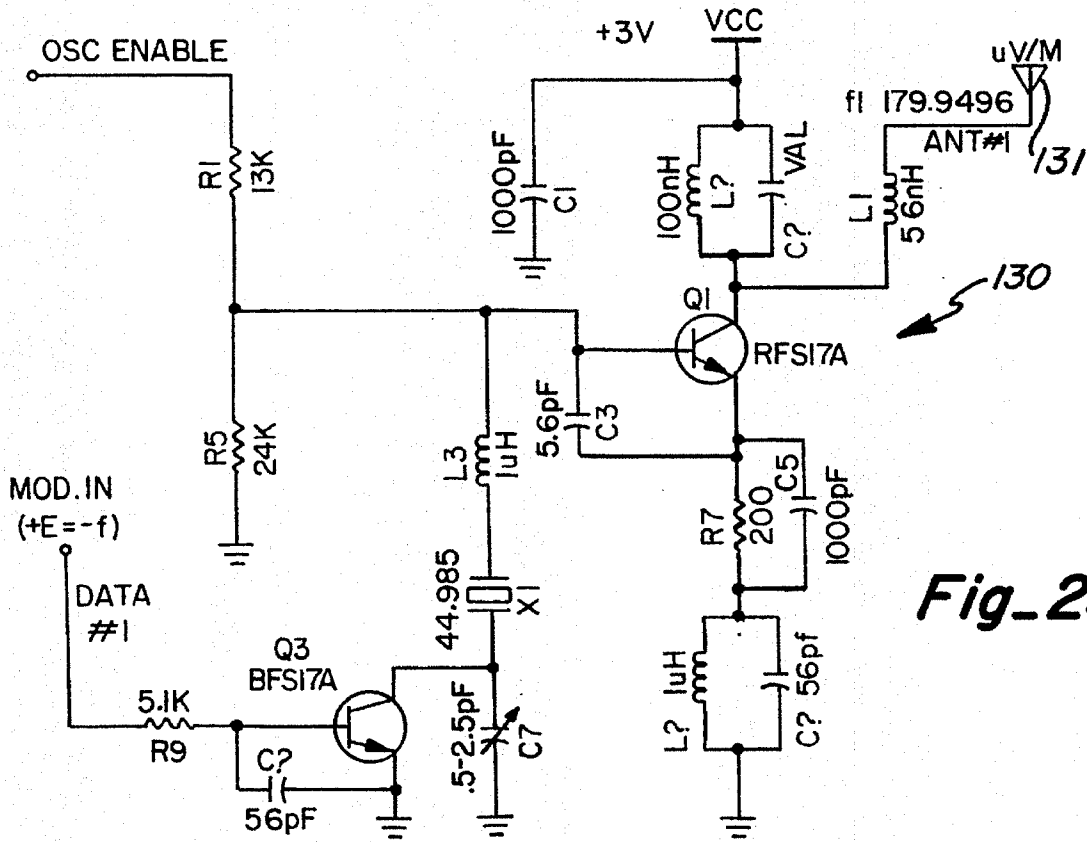 OSC ENABLE
+3V
VCC
uV/M
f1 179.9496
ANT#1
131
R1
13K
1000pF
C1
100nH
L?
VAL
C?
L1
56nH
130
Q1
RFS17A
R5
24K
5.6pF
C3
L3
1uH
MOD. IN
(+E=-f)
DATA
#1
R7
200
C5
1000pF
44.985
X1
Q3
BFS17A
5.1K
R9
C?
56pF
.5-2.5pF
C7
L?
1uH
C?
56pf